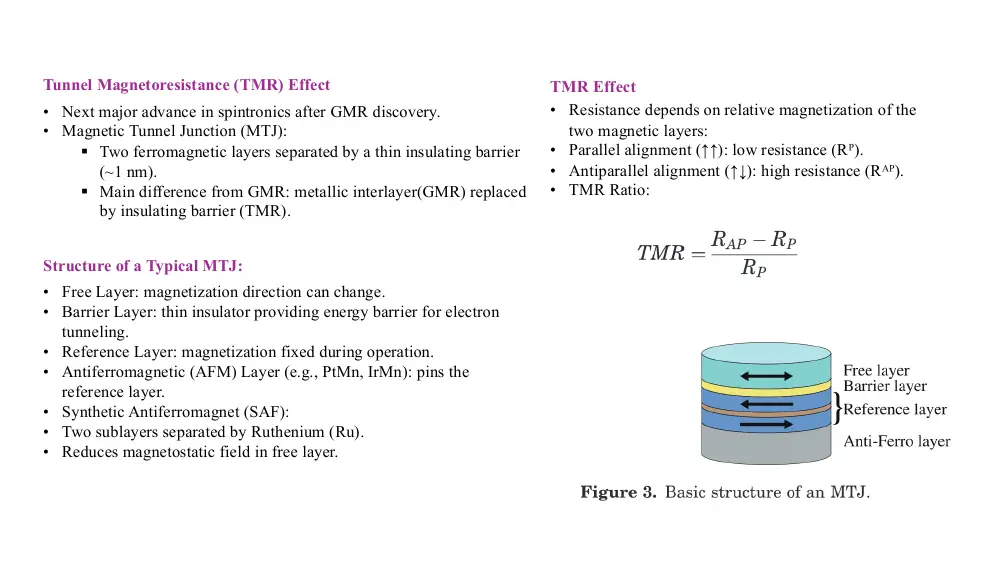 Tunnel Magnetoresistance (TMR) Effect
• Next major advance in spintronics after GMR discovery.
• Magnetic Tunnel Junction (MTJ):
▪ Two ferromagnetic layers separated by a thin insulating barrier
(~1 nm).
▪ Main difference from GMR: metallic interlayer(GMR) replaced
by insulating barrier (TMR).
Structure of a Typical MTJ:
• Free Layer: magnetization direction can change.
• Barrier Layer: thin insulator providing energy barrier for electron
tunneling.
• Reference Layer: magnetization fixed during operation.
• Antiferromagnetic (AFM) Layer (e.g., PtMn, IrMn): pins the
reference layer.
• Synthetic Antiferromagnet (SAF):
• Two sublayers separated by Ruthenium (Ru).
• Reduces magnetostatic field in free layer.
TMR Effect
• Resistance depends on relative magnetization of the
two magnetic layers:
• Parallel alignment (↑↑): low resistance (Rᴾ).
• Antiparallel alignment (↑↓): high resistance (Rᴬᴾ).
• TMR Ratio:
TMR = \frac{R_{AP} − R_P}{R_P}
Free layer
Barrier layer
Reference layer
Anti-Ferro layer
Figure 3. Basic structure of an MTJ.